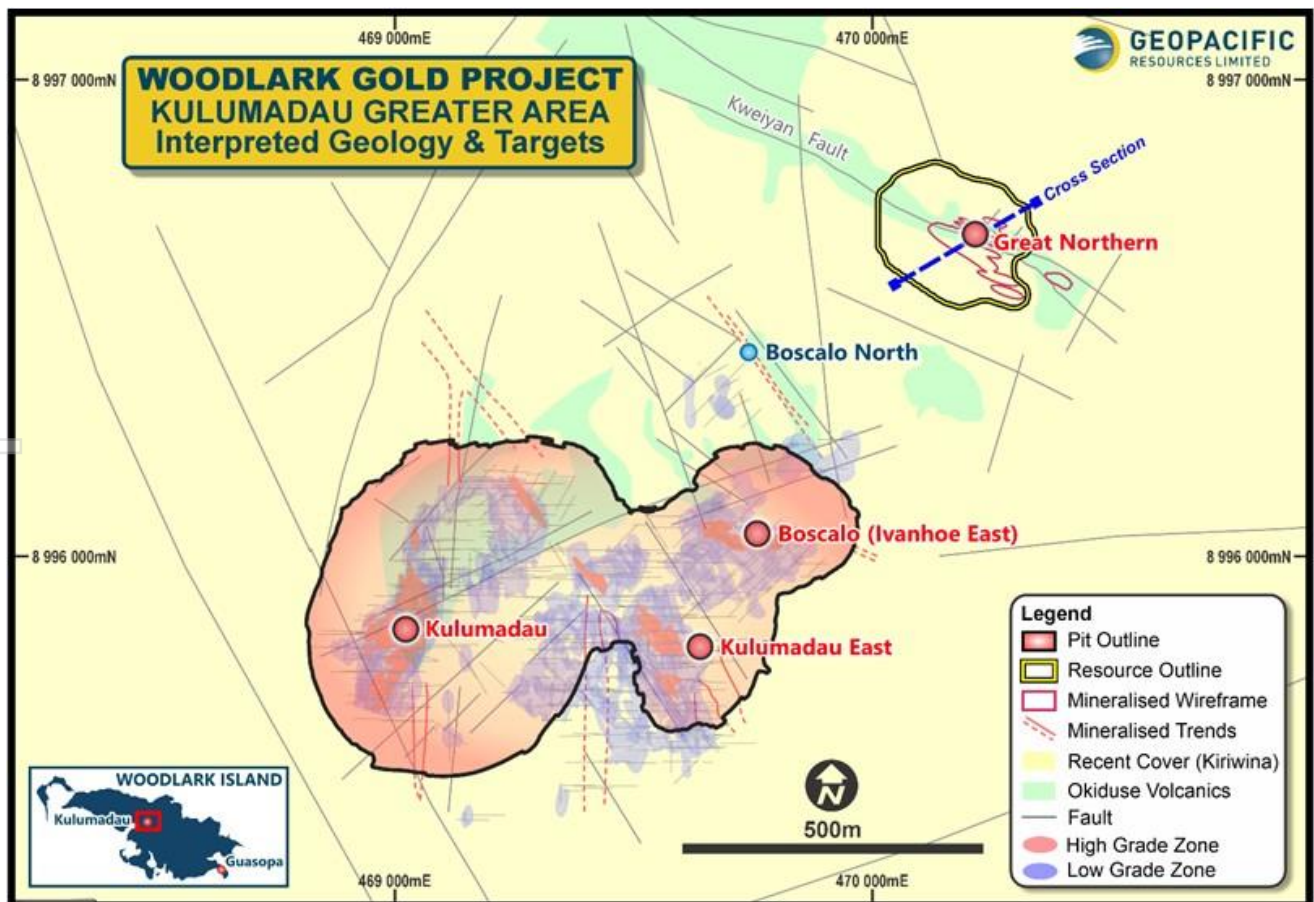 469 000mE
470 000mE
GEOPACIFIC
RESOURCES LIMITED
8 997 000mN
8 997 000mN
WOODLARK GOLD PROJECT
KULUMADAU GREATER AREA
Interpreted Geology & Targets
Kweiyan Fault
Cross Section
Great Northern
Boscalo North
Boscalo (Ivanhoe East)
8 996 000mN
8 996 000mN
Kulumadau
Kulumadau East
Legend
Pit Outline
Resource Outline
Mineralised Wireframe
Mineralised Trends
Recent Cover (Kiriwina)
Okiduse Volcanics
Fault
High Grade Zone
Low Grade Zone
WOODLARK ISLAND
Kulumadau
Guasopa
N
500m
469 000mE
470 000mE